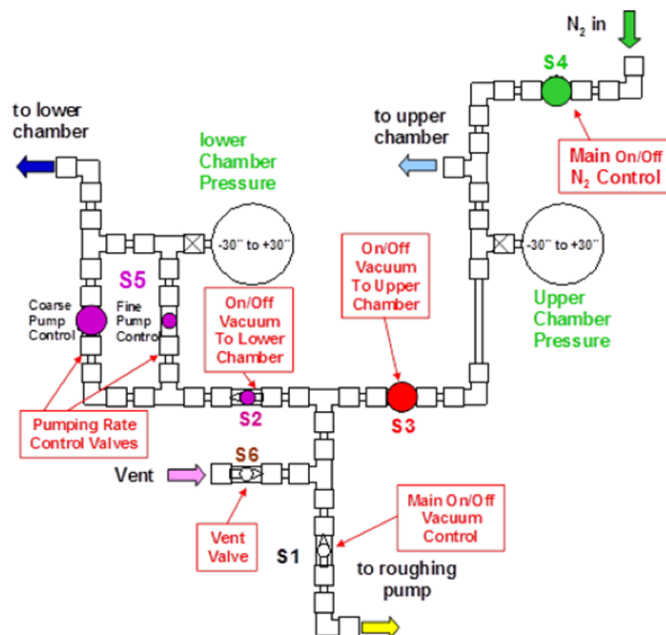 N2 in
S4
to lower
chamber
lower
Chamber
Pressure
to upper
chamber
Main On/Off
N2 Control
-30" to +30"
On/Off
Vacuum
To Upper
Chamber
-30" to +30"
S5
Coarse
Pump
Control
Fine
Pump
Control
On/Off
Vacuum
To Lower
Chamber
Upper
Chamber
Pressure
Pumping Rate
Control Valves
S2
S3
S6
Vent
Vent
Valve
S1
Main On/Off
Vacuum
Control
to roughing
pump